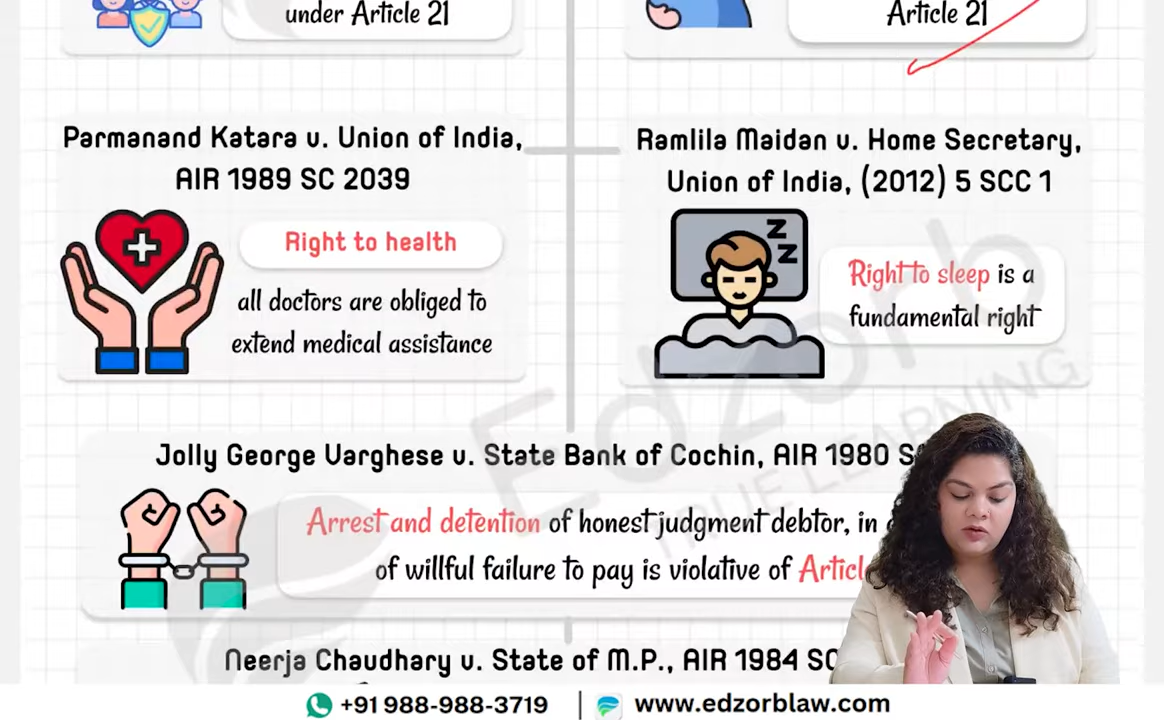 under Article 21
Article 21
Parmanand Katara v. Union of India,
AIR 1989 SC 2039
Right to health
all doctors are obliged to
extend medical assistance
Ramlila Maidan v. Home Secretary,
Union of India, (2012) 5 SCC 1
Z
Z
Right to sleep is a
fundamental right
Edzorb
TRUE LEARNING
Jolly George Varghese v. State Bank of Cochin, AIR 1980
Arrest and detention of honest judgment debtor, in
of willful failure to pay is violative of
Neerja Chaudhary v. State of M.P., AIR 1984 SC
+91 988-988-3719 | www.edzorblaw.com